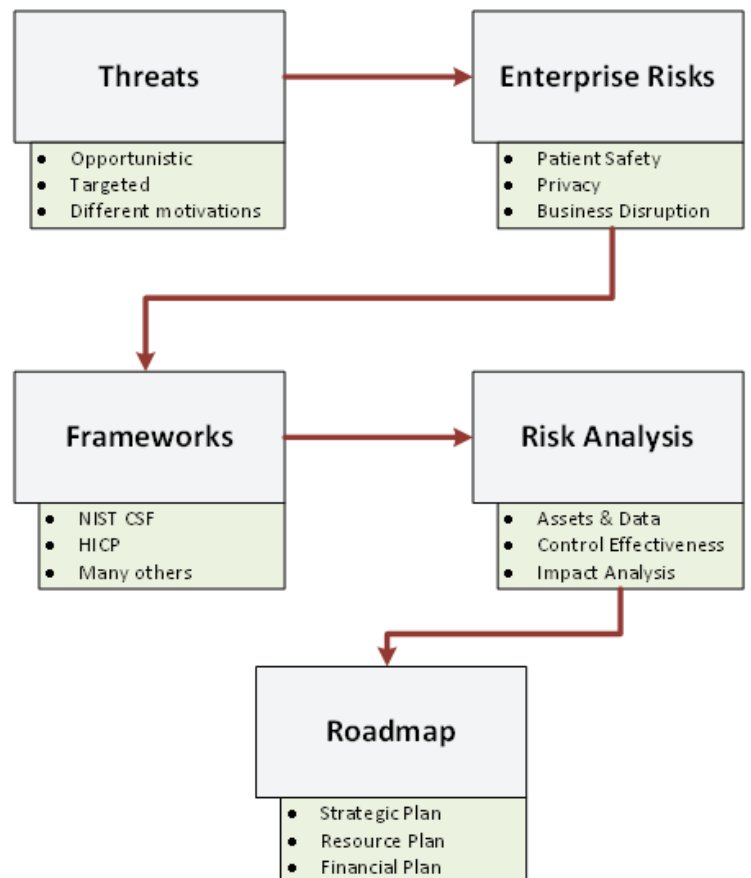 Threats
• Opportunistic
• Targeted
• Different motivations
Enterprise Risks
• Patient Safety
• Privacy
• Business Disruption
Frameworks
• NIST CSF
• HICP
• Many others
Risk Analysis
• Assets & Data
• Control Effectiveness
• Impact Analysis
Roadmap
• Strategic Plan
• Resource Plan
• Financial Plan